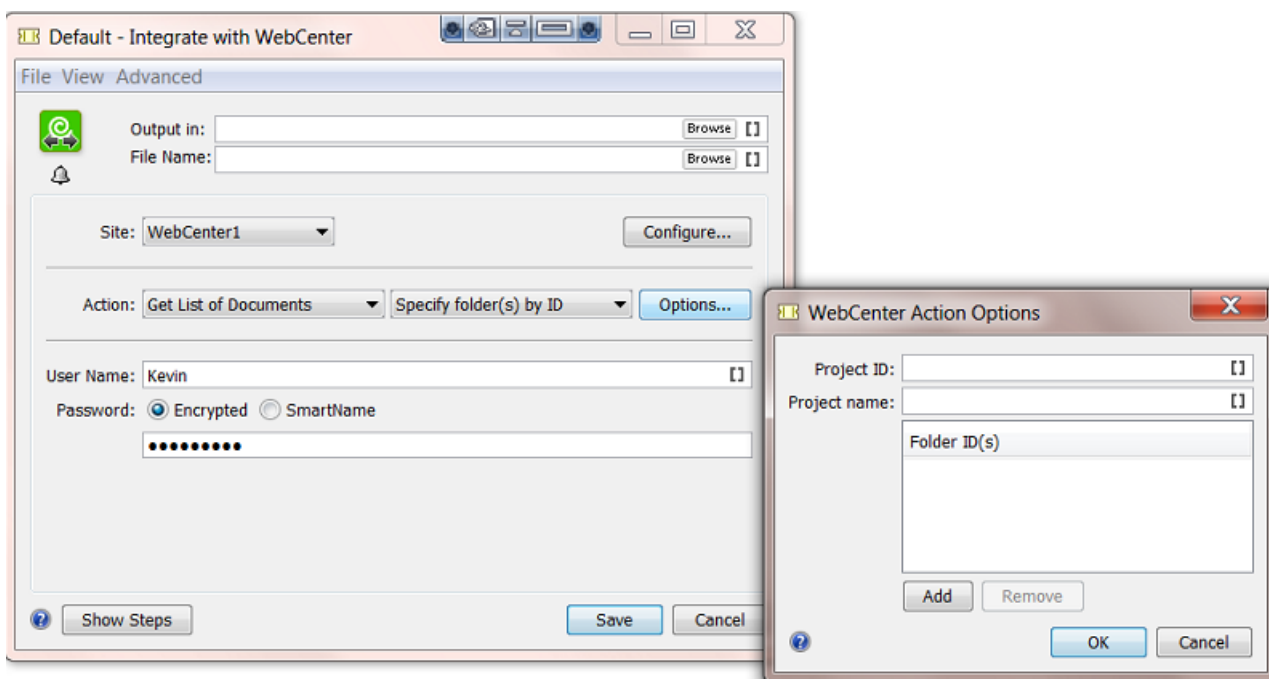 Default - Integrate with WebCenter
File View Advanced
Output in: Browse []
File Name: Browse []
Site: WebCenter1 Configure...
Action: Get List of Documents Specify folder(s) by ID Options...
User Name: Kevin []
Password: Encrypted SmartName
●●●●●●●●●
Show Steps Save Cancel
WebCenter Action Options
Project ID: []
Project name: []
Folder ID(s)
Add Remove
OK Cancel